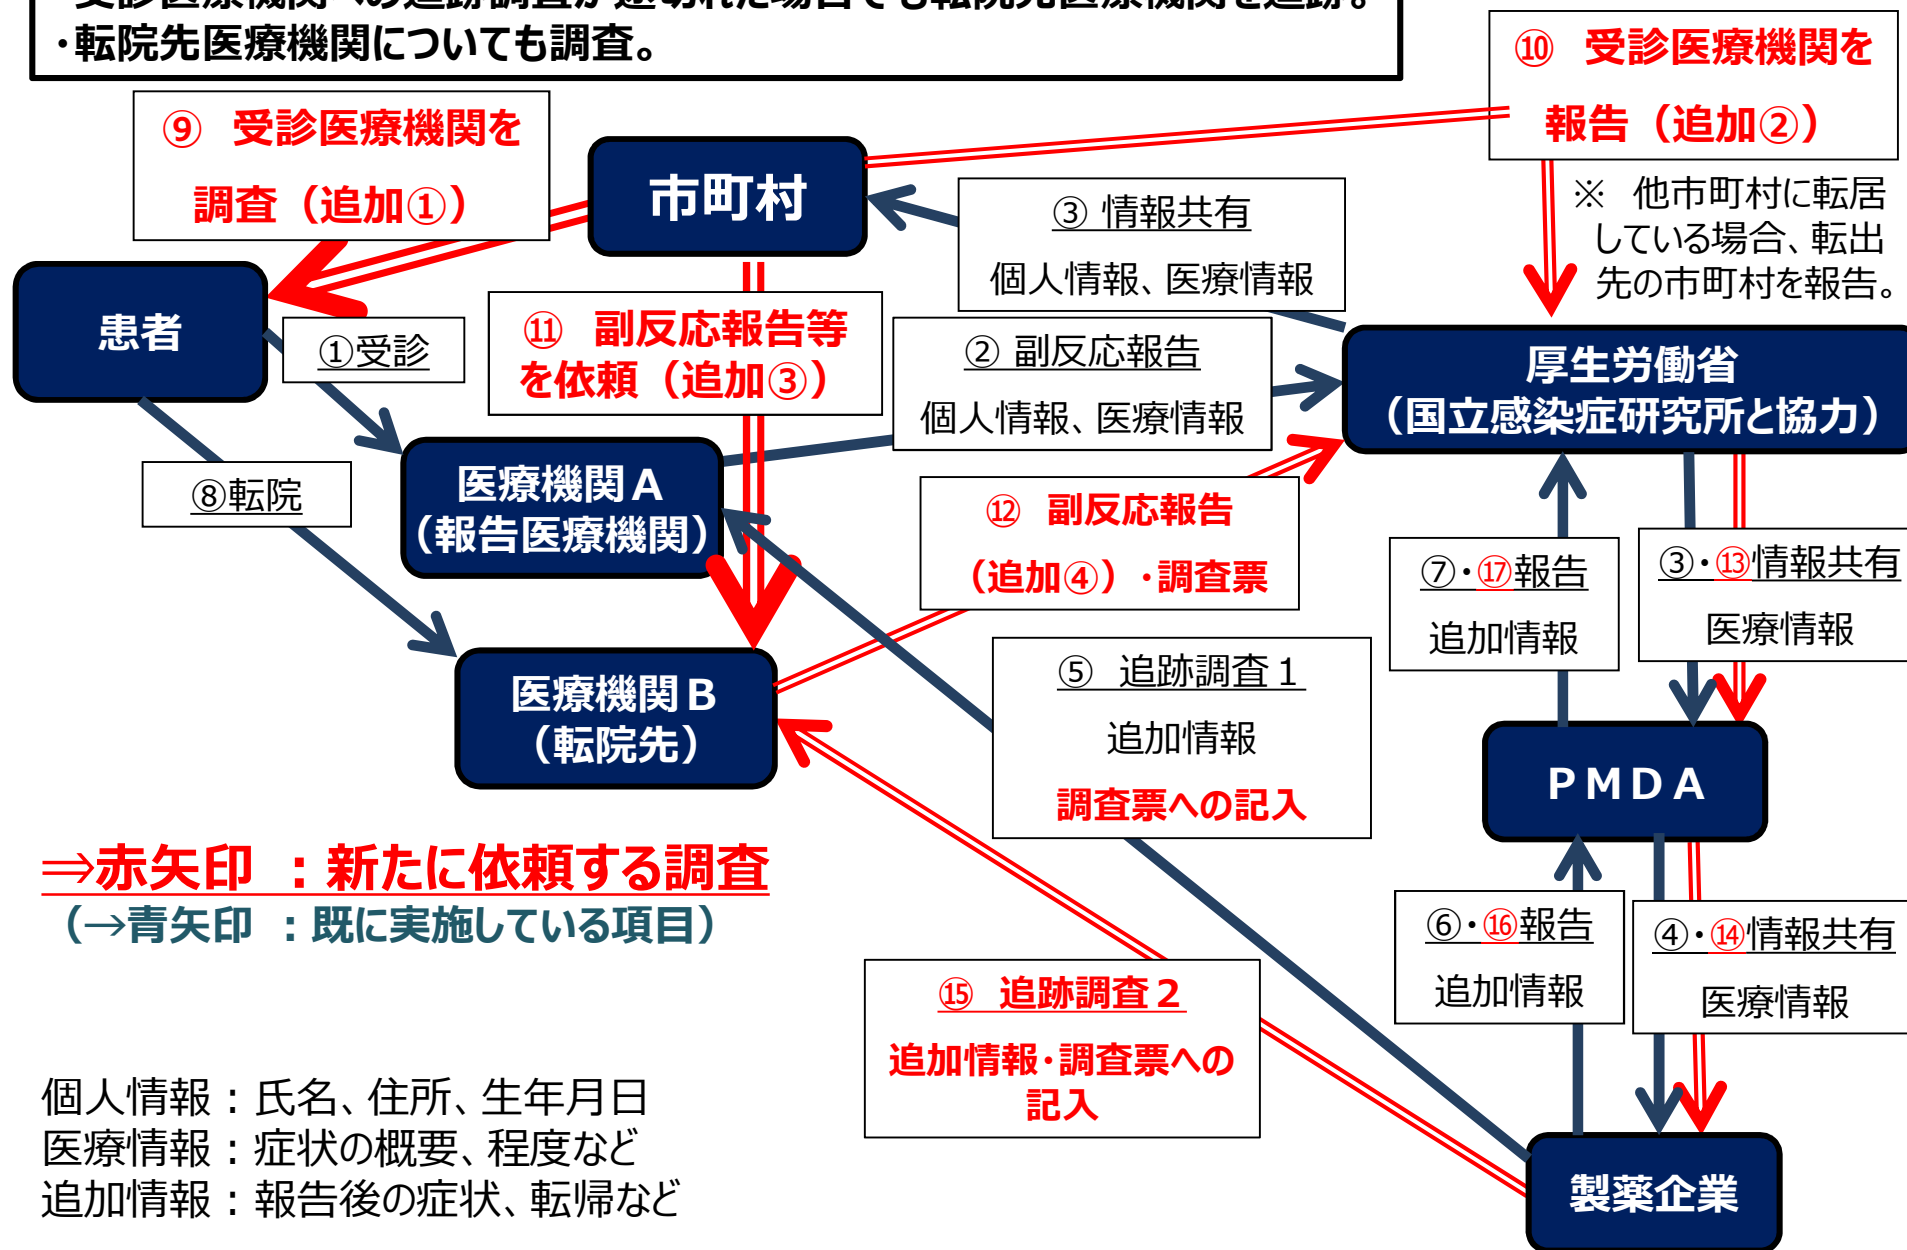 ・転院先医療機関についても調査。
⑨ 受診医療機関を
調査（追加①）
市町村
⑩ 受診医療機関を
報告（追加②）
※ 他市町村に転居
している場合、転出
先の市町村を報告。
③ 情報共有
個人情報、医療情報
患者
①受診
⑪ 副反応報告等
を依頼（追加③）
② 副反応報告
個人情報、医療情報
厚生労働省
（国立感染症研究所と協力）
医療機関Ａ
（報告医療機関）
⑧転院
⑫ 副反応報告
（追加④）・調査票
⑦・⑰報告
追加情報
③・⑬情報共有
医療情報
医療機関Ｂ
（転院先）
⑤ 追跡調査１
追加情報
調査票への記入
ＰＭＤＡ
⇒赤矢印 ：新たに依頼する調査
（→青矢印 ：既に実施している項目）
⑥・⑯報告
追加情報
④・⑭情報共有
医療情報
⑮ 追跡調査２
追加情報・調査票への
記入
個人情報：氏名、住所、生年月日
医療情報：症状の概要、程度など
追加情報：報告後の症状、転帰など
製薬企業